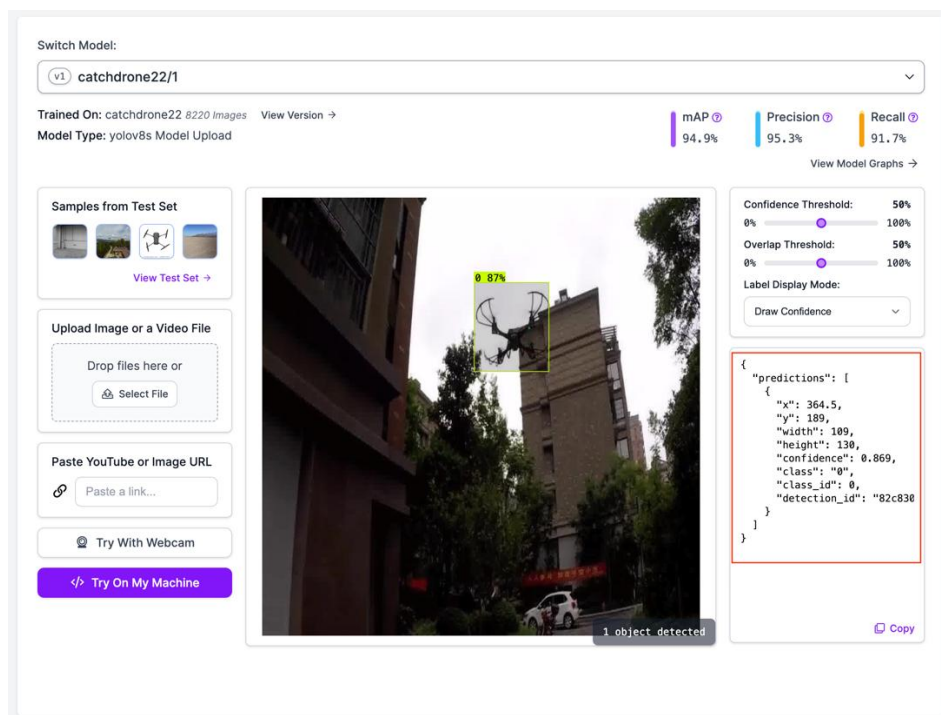 Switch Model:
v1 catchdrone22/1
Trained On: catchdrone22 8220 Images View Version →
Model Type: yolov8s Model Upload
mAP
94.9%
Precision
95.3%
Recall
91.7%
View Model Graphs →
Samples from Test Set
View Test Set →
Upload Image or a Video File
Drop files here or
Select File
Paste YouTube or Image URL
Paste a link...
Try With Webcam
</> Try On My Machine
0 87%
1 object detected
Confidence Threshold: 50%
0% 100%
Overlap Threshold: 50%
0% 100%
Label Display Mode:
Draw Confidence
{
"predictions": [
{
"x": 364.5,
"y": 189,
"width": 109,
"height": 130,
"confidence": 0.869,
"class": "0",
"class_id": 0,
"detection_id": "82c830
}
]
}
Copy